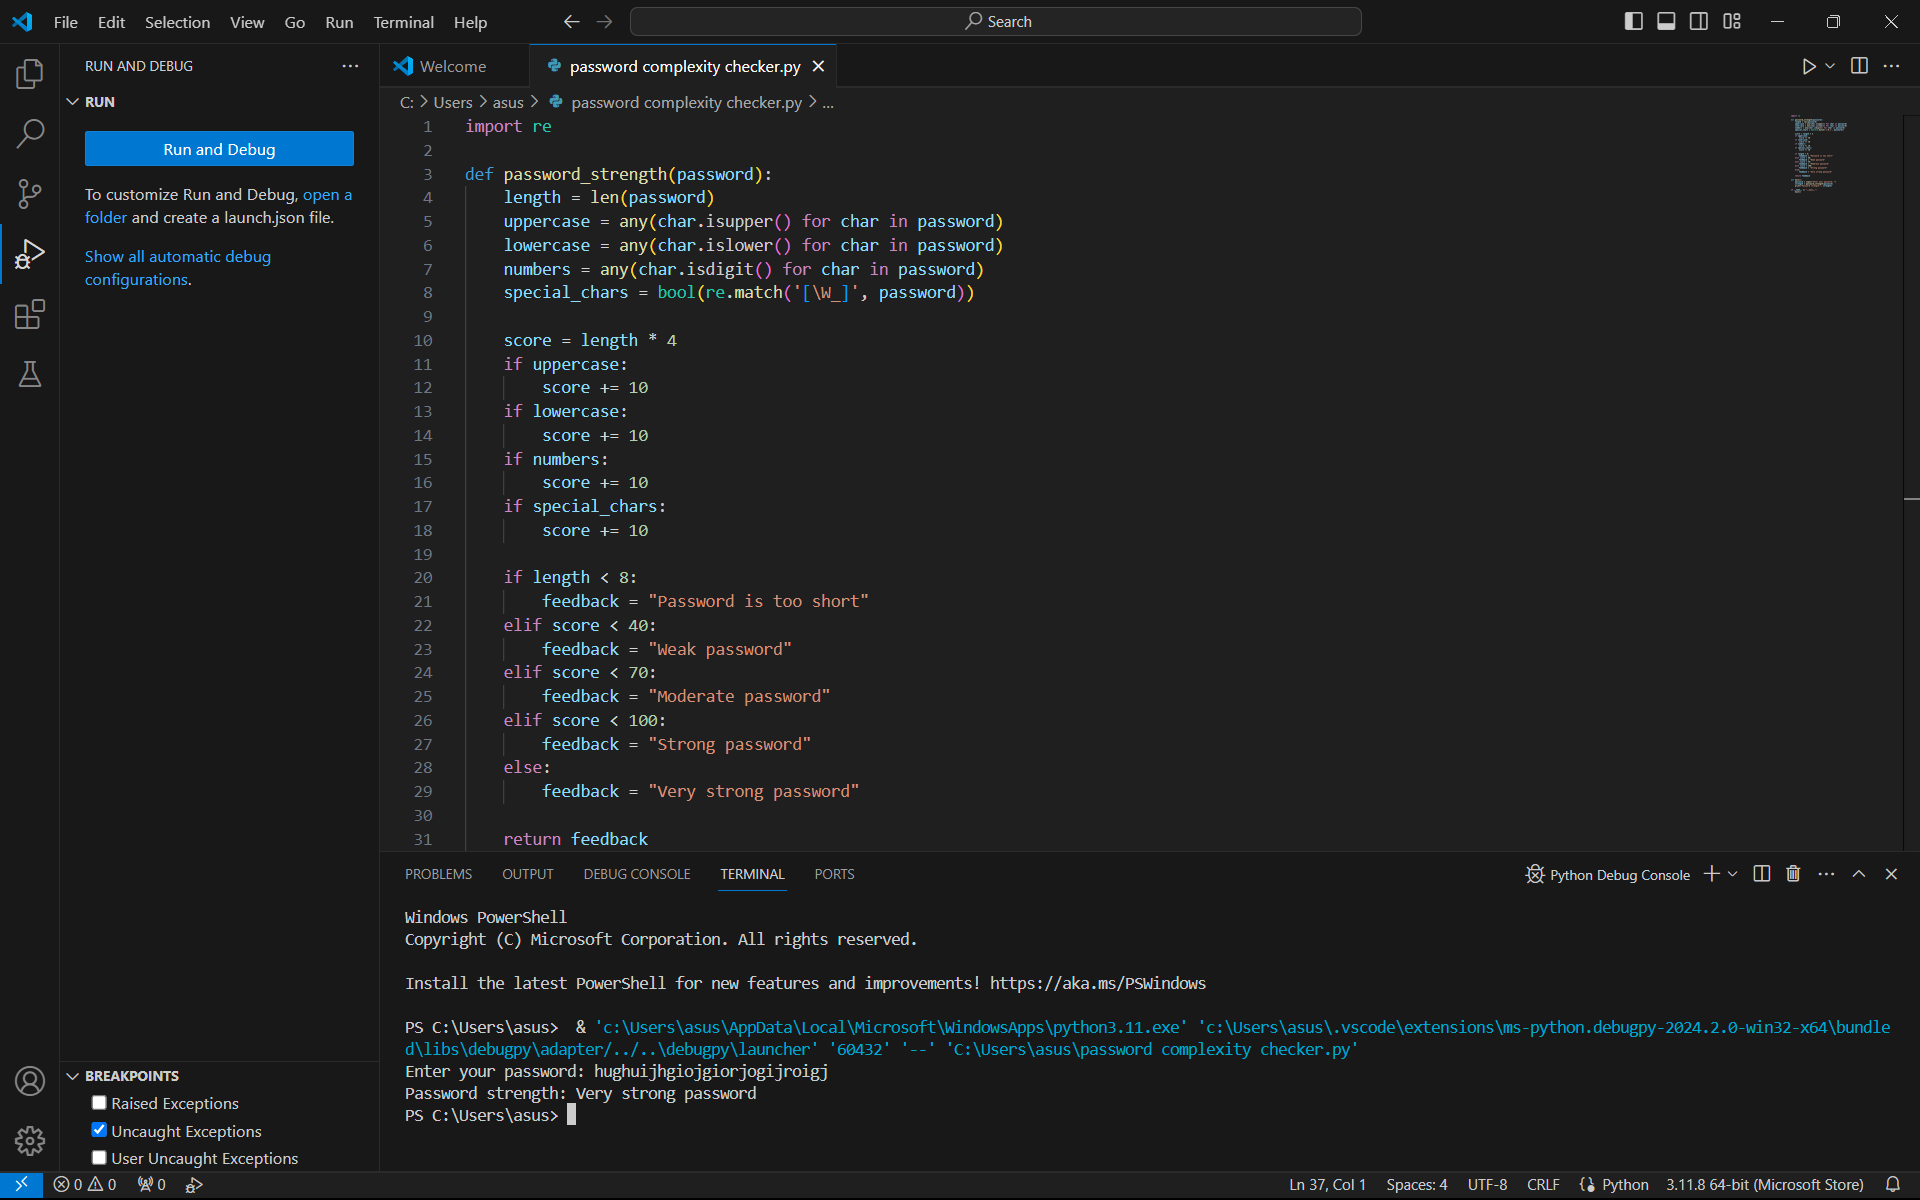 File Edit Selection View Go Run Terminal Help
Search
RUN AND DEBUG
RUN
Run and Debug
To customize Run and Debug, open a
folder and create a launch.json file.
Show all automatic debug
configurations.
BREAKPOINTS
Raised Exceptions
Uncaught Exceptions
User Uncaught Exceptions
Welcome
password complexity checker.py
C: > Users > asus > password complexity checker.py > ...
1 import re
2
3 def password_strength(password):
4     length = len(password)
5     uppercase = any(char.isupper() for char in password)
6     lowercase = any(char.islower() for char in password)
7     numbers = any(char.isdigit() for char in password)
8     special_chars = bool(re.match('[\W_]', password))
9
10     score = length * 4
11     if uppercase:
12         score += 10
13     if lowercase:
14         score += 10
15     if numbers:
16         score += 10
17     if special_chars:
18         score += 10
19
20     if length < 8:
21         feedback = "Password is too short"
22     elif score < 40:
23         feedback = "Weak password"
24     elif score < 70:
25         feedback = "Moderate password"
26     elif score < 100:
27         feedback = "Strong password"
28     else:
29         feedback = "Very strong password"
30
31     return feedback
PROBLEMS OUTPUT DEBUG CONSOLE TERMINAL PORTS
Python Debug Console
Windows PowerShell
Copyright (C) Microsoft Corporation. All rights reserved.
Install the latest PowerShell for new features and improvements! https://aka.ms/PSWindows
PS C:\Users\asus>  & 'c:\Users\asus\AppData\Local\Microsoft\WindowsApps\python3.11.exe' 'c:\Users\asus\.vscode\extensions\ms-python.debugpy-2024.2.0-win32-x64\bundle
d\libs\debugpy\adapter/../..\debugpy\launcher' '60432' '--' 'C:\Users\asus\password complexity checker.py'
Enter your password: hughuijhgiojgiorjogijroigj
Password strength: Very strong password
PS C:\Users\asus>
0 0 0
Ln 37, Col 1 Spaces: 4 UTF-8 CRLF Python 3.11.8 64-bit (Microsoft Store)